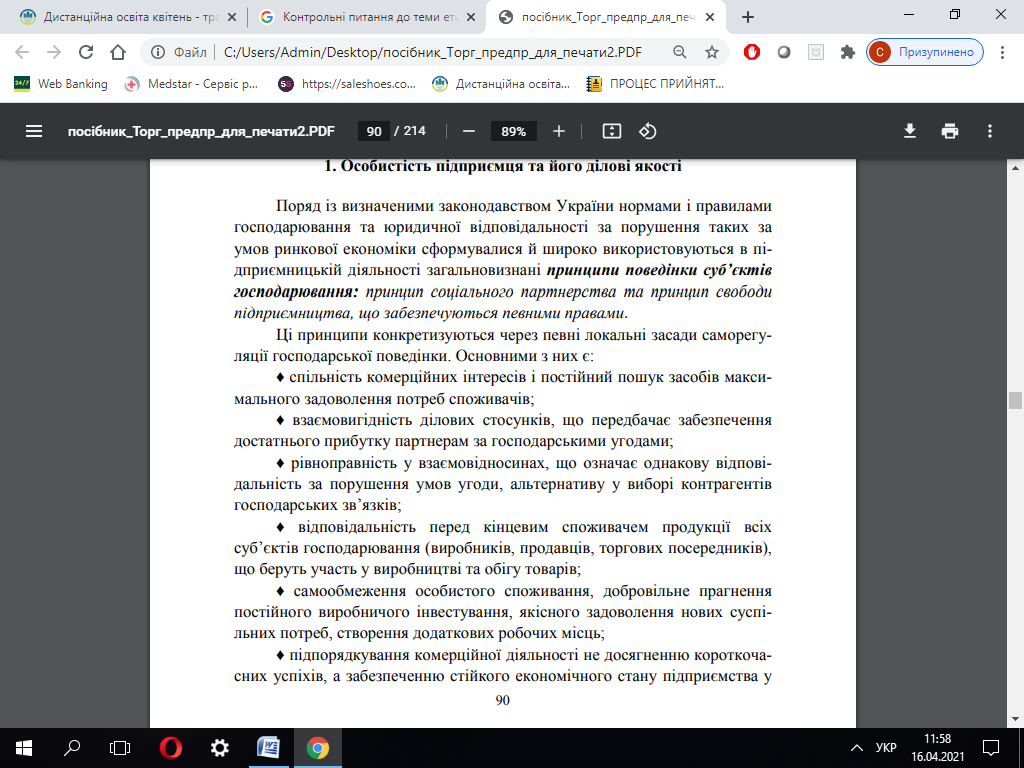 Дистанційна освіта квітень - тра
Контрольні питання до теми ети
посібник_Торг_предпр_для_печ
Файл
C:/Users/Admin/Desktop/посібник_Торг_предпр_для_печати2.PDF
С
Призупинено
24/7 Web Banking
Medstar - Сервіс р...
SS https://saleshoes.co...
Дистанційна освіта...
ПРОЦЕС ПРИЙНЯТ...
посібник_Торг_предпр_для_печати2.PDF
90 / 214
89%
1. Особистість підприємця та його ділові якості
Поряд із визначеними законодавством України нормами і правилами
господарювання та юридичної відповідальності за порушення таких за
умов ринкової економіки сформувалися й широко використовуються в пі-
дприємницькій діяльності загальновизнані принципи поведінки суб’єктів
господарювання: принцип соціального партнерства та принцип свободи
підприємництва, що забезпечуються певними правами.
Ці принципи конкретизуються через певні локальні засади саморегу-
ляції господарської поведінки. Основними з них є:
♦ спільність комерційних інтересів і постійний пошук засобів макси-
мального задоволення потреб споживачів;
♦ взаємовигідність ділових стосунків, що передбачає забезпечення
достатнього прибутку партнерам за господарськими угодами;
♦ рівноправність у взаємовідносинах, що означає однакову відпові-
дальність за порушення умов угоди, альтернативу у виборі контрагентів
господарських зв’язків;
♦ відповідальність перед кінцевим споживачем продукції всіх
суб’єктів господарювання (виробників, продавців, торгових посередників),
що беруть участь у виробництві та обігу товарів;
♦ самообмеження особистого споживання, добровільне прагнення
постійного виробничого інвестування, якісного задоволення нових суспі-
льних потреб, створення додаткових робочих місць;
♦ підпорядкування комерційної діяльності не досягненню короткоча-
сних успіхів, а забезпеченню стійкого економічного стану підприємства у
90
УКР
11:58
16.04.2021